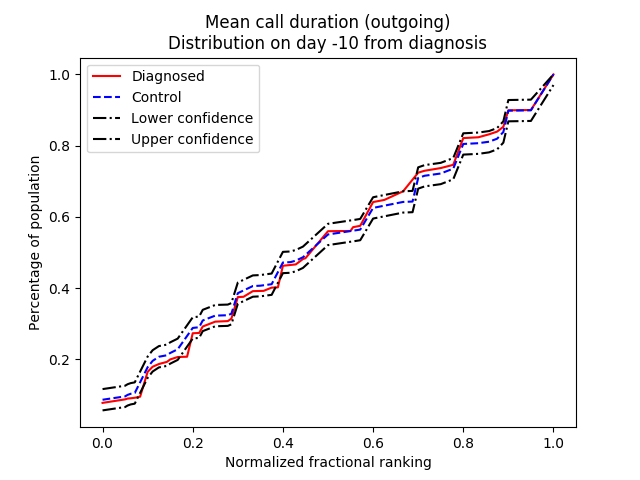 Mean call duration (outgoing)
Distribution on day -10 from diagnosis
Diagnosed
Control
Lower confidence
Upper confidence
Percentage of population
1.0
0.8
0.6
0.4
0.2
0.0 0.2 0.4 0.6 0.8 1.0
Normalized fractional ranking